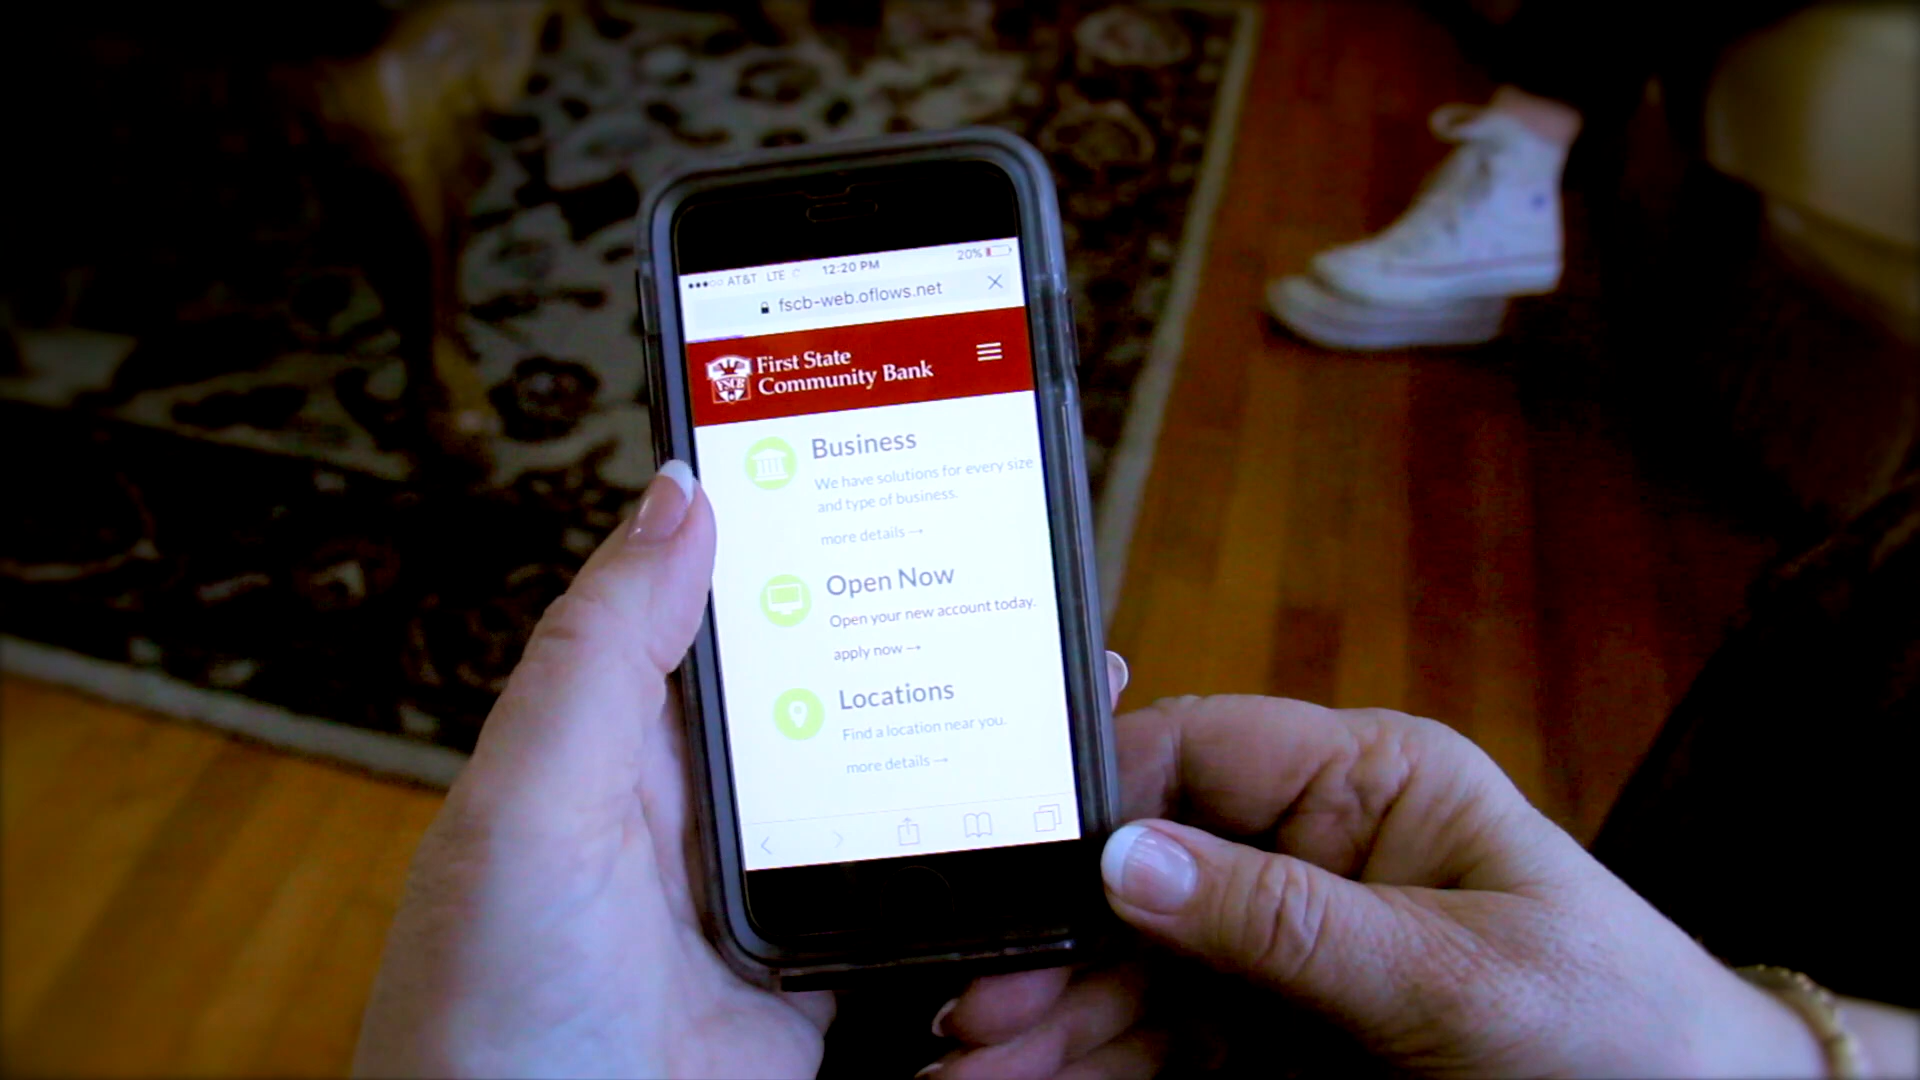 AT&T LTE 12:20 PM 20%
fscb-web.oflows.net
FSCB
First State
Community Bank
Business
We have solutions for every size
and type of business.
more details →
Open Now
Open your new account today.
apply now →
Locations
Find a location near you.
more details →